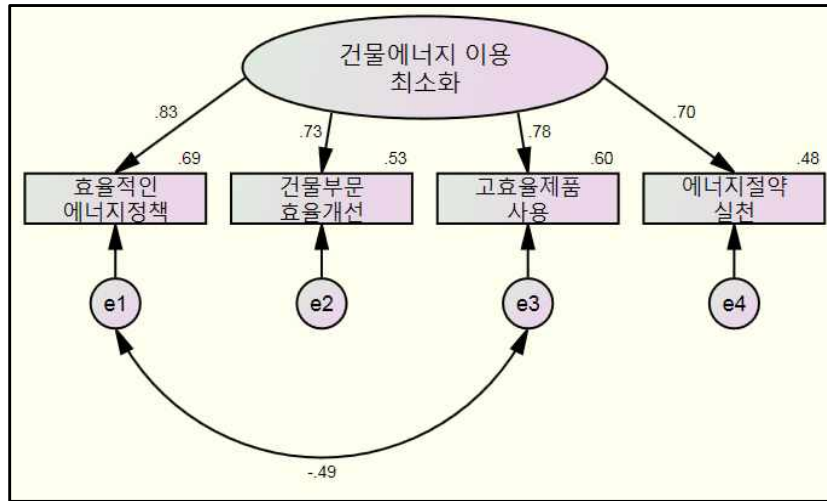 건물에너지 이용
최소화
.83
.73
.78
.70
.69
.53
.60
.48
효율적인
에너지정책
건물부문
효율개선
고효율제품
사용
에너지절약
실천
e1
e2
e3
e4
-.49